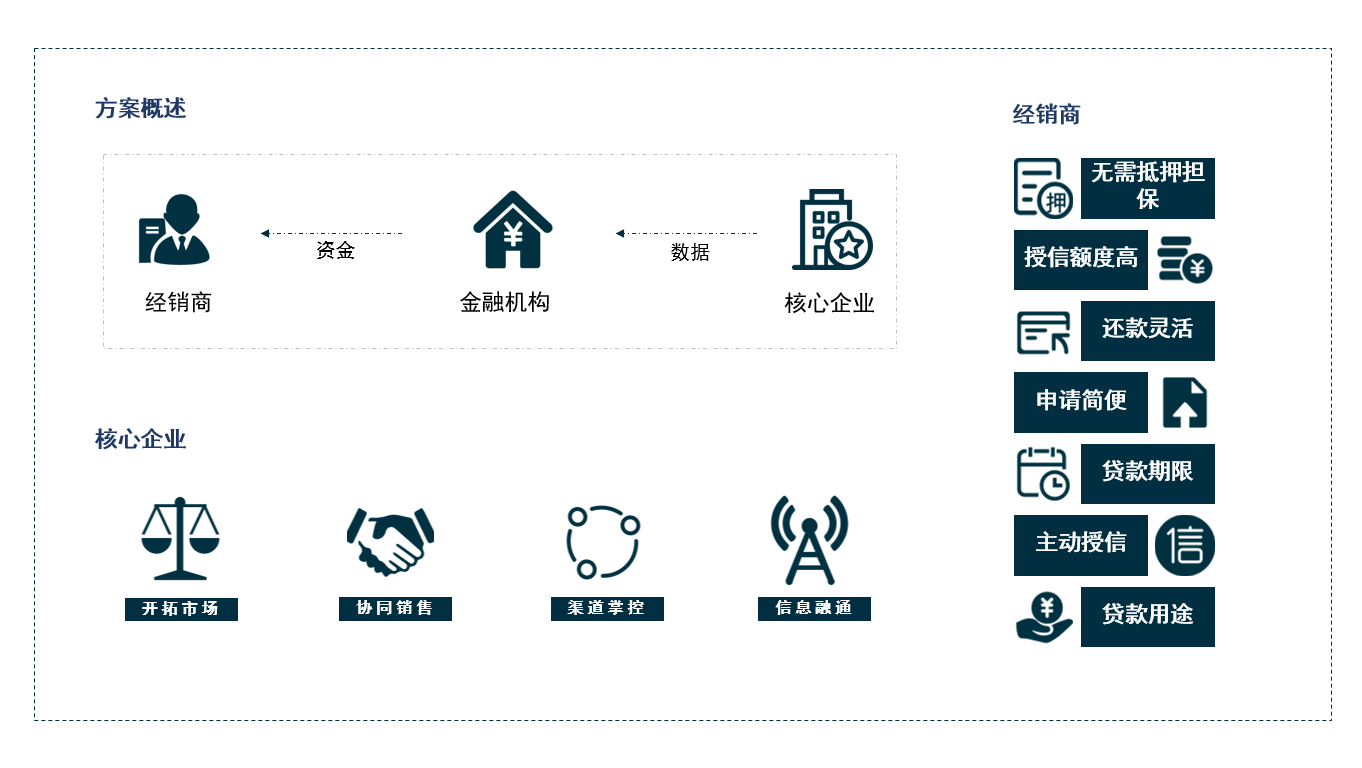 方案概述
资金
数据
经销商
金融机构
核心企业
核心企业
开拓市场
协同销售
渠道掌控
信息融通
经销商
押
无需抵押担
保
授信额度高
还款灵活
申请简便
贷款期限
主动授信
信
贷款用途